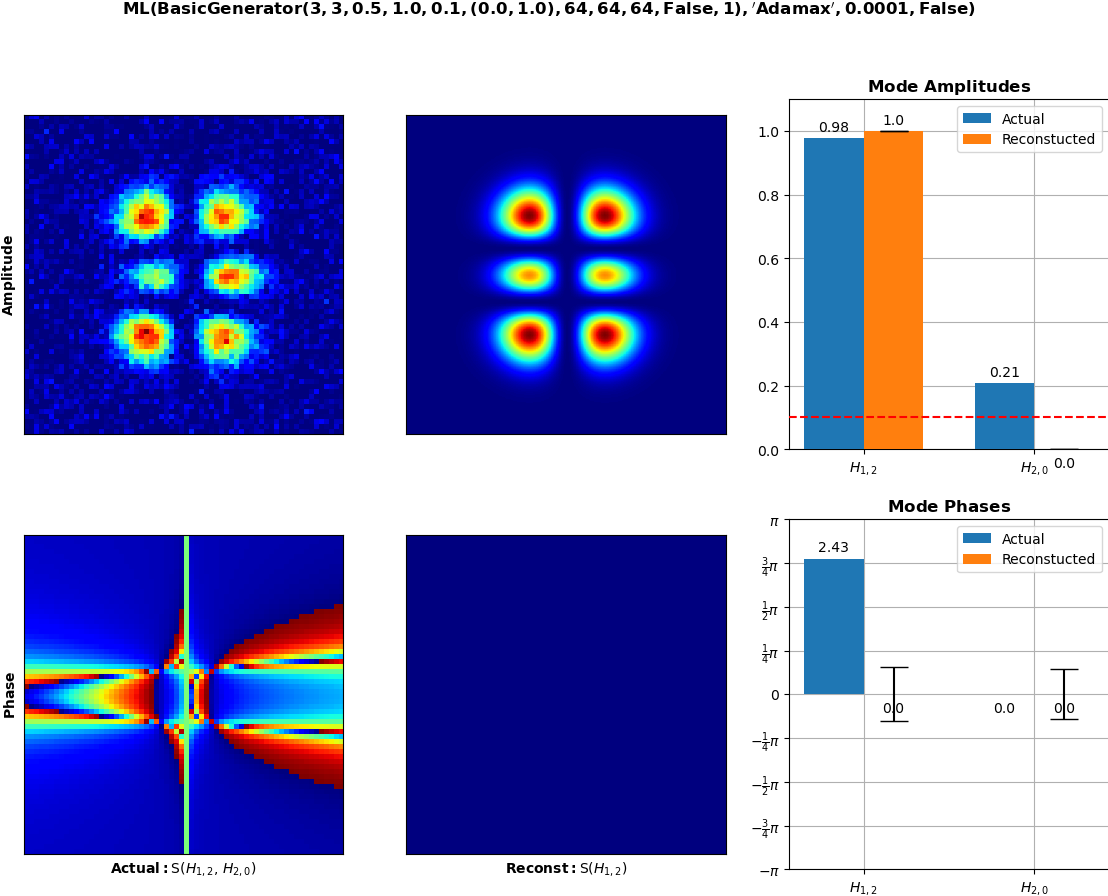 ML(BasicGenerator(3, 3, 0.5, 1.0, 0.1, (0.0, 1.0), 64, 64, 64, False, 1), 'Adamax', 0.0001, False)
Amplitude
Mode Amplitudes
Actual
Reconstucted
0.98
1.0
0.21
0.0
1.0
0.8
0.6
0.4
0.2
0.0
H1, 2
H2, 0
Phase
Actual: S(H1, 2, H2, 0)
Reconst: S(H1, 2)
Mode Phases
Actual
Reconstucted
2.43
0.0
0.0
0.0
π
3/4π
1/2π
1/4π
0
−1/4π
−1/2π
−3/4π
−π
H1, 2
H2, 0